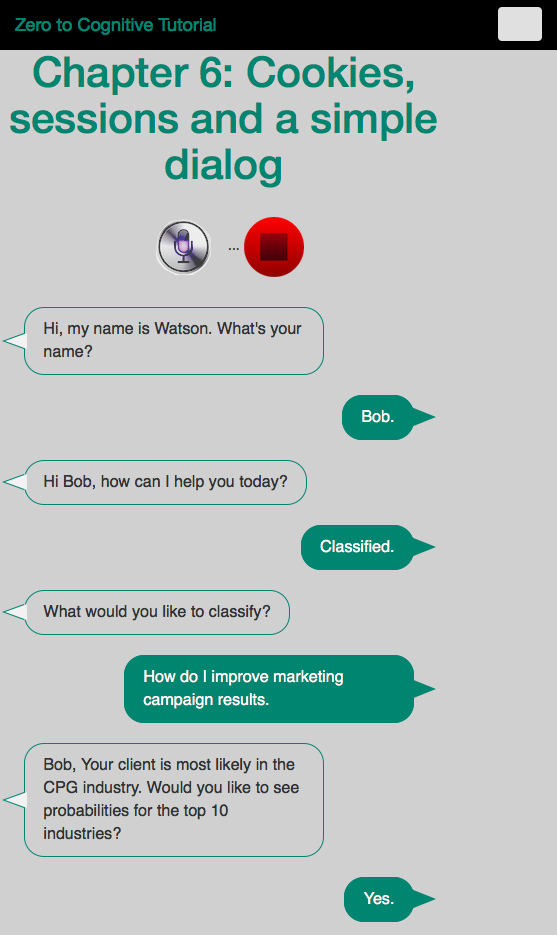 Zero to Cognitive Tutorial
Chapter 6: Cookies,
sessions and a simple
dialog
...
Hi, my name is Watson. What's your
name?
Bob.
Hi Bob, how can I help you today?
Classified.
What would you like to classify?
How do I improve marketing
campaign results.
Bob, Your client is most likely in the
CPG industry. Would you like to see
probabilities for the top 10
industries?
Yes.